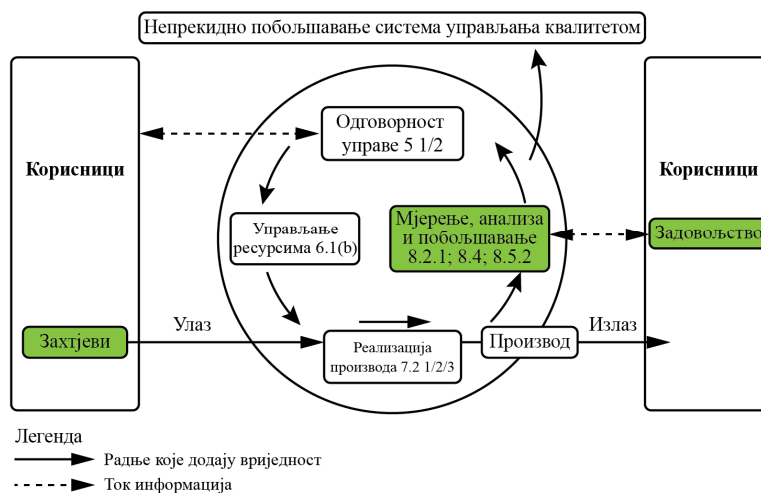 Непрекидно побољшавање система управљања квалитетом
Корисници
Захтјеви
Улаз
Одговорност
управе 5 1/2
Управљање
ресурсима 6.1(b)
Мјерење, анализа
и побољшавање
8.2.1; 8.4; 8.5.2
Реализација
производа 7.2 1/2/3
Производ
Излаз
Корисници
Задовољство
Легенда
Радње које додају вриједност
Ток информација